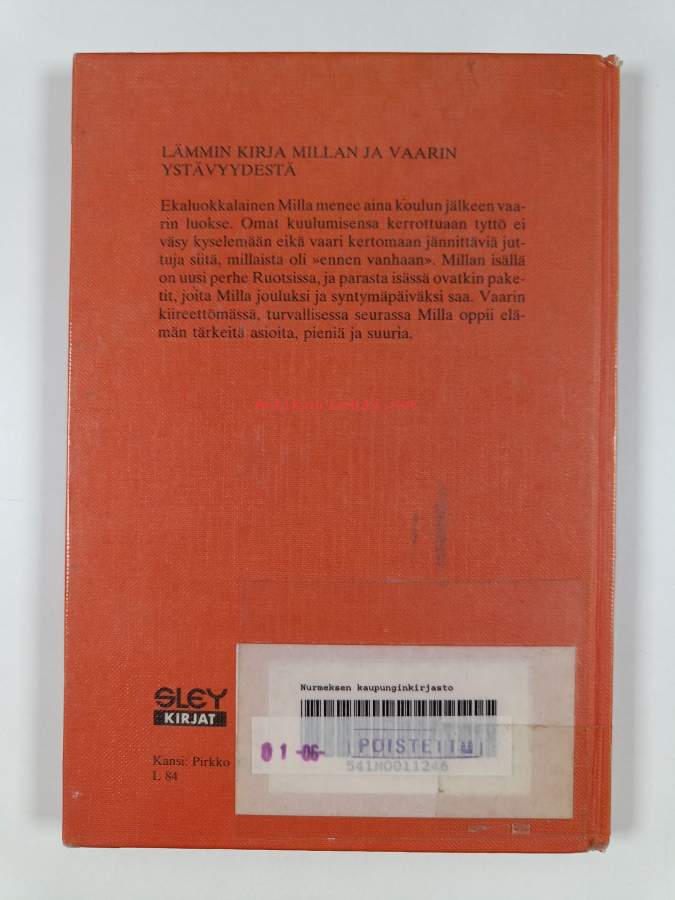 LÄMMIN KIRJA MILLAN JA VAARIN
YSTÄVYYDESTÄ
Ekaluokkalainen Milla menee aina koulun jälkeen vaa-
rin luokse. Omat kuulumisensa kerrottuaan tyttö ei
väsy kyselemään eikä vaari kertomaan jännittäviä jut-
tuja siitä, millaista oli »ennen vanhaan». Millan isällä
on uusi perhe Ruotsissa, ja parasta isässä ovatkin pake-
tit, joita Milla jouluksi ja syntymäpäiväksi saa. Vaarin
kiireettömässä, turvallisessa seurassa Milla oppii elä-
män tärkeitä asioita, pieniä ja suuria.
SLEY
KIRJAT
Kansi: Pirkko
L 84
Nurmeksen kaupunginkirjasto
01-06-
POISTETTU
541N0011246